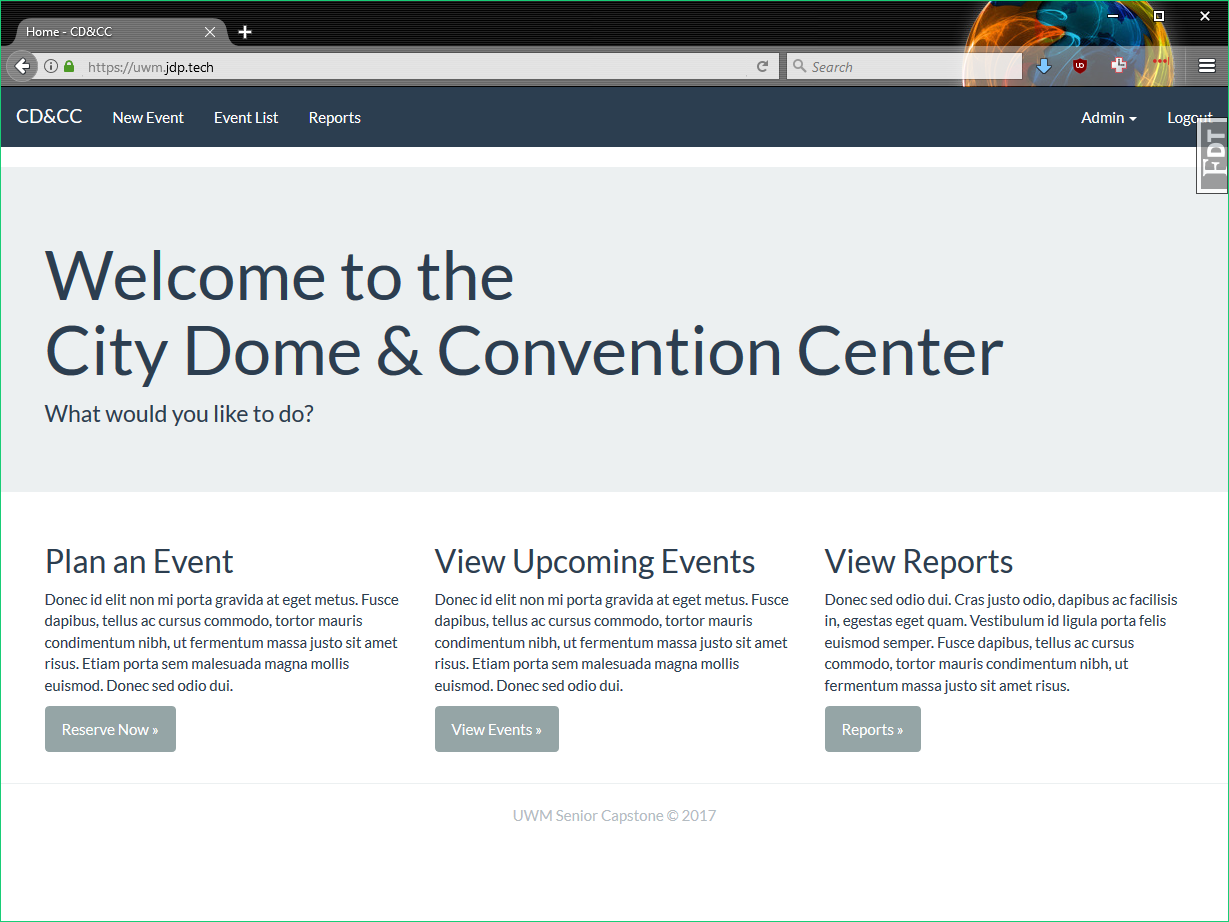 Home - CD&CC
https://uwm.jdp.tech
Search
CD&CC New Event Event List Reports Admin Logout
FDT
Welcome to the
City Dome & Convention Center
What would you like to do?
Plan an Event
Donec id elit non mi porta gravida at eget metus. Fusce
dapibus, tellus ac cursus commodo, tortor mauris
condimentum nibh, ut fermentum massa justo sit amet
risus. Etiam porta sem malesuada magna mollis
euismod. Donec sed odio dui.
Reserve Now »
View Upcoming Events
Donec id elit non mi porta gravida at eget metus. Fusce
dapibus, tellus ac cursus commodo, tortor mauris
condimentum nibh, ut fermentum massa justo sit amet
risus. Etiam porta sem malesuada magna mollis
euismod. Donec sed odio dui.
View Events »
View Reports
Donec sed odio dui. Cras justo odio, dapibus ac facilisis
in, egestas eget quam. Vestibulum id ligula porta felis
euismod semper. Fusce dapibus, tellus ac cursus
commodo, tortor mauris condimentum nibh, ut
fermentum massa justo sit amet risus.
Reports »
UWM Senior Capstone © 2017